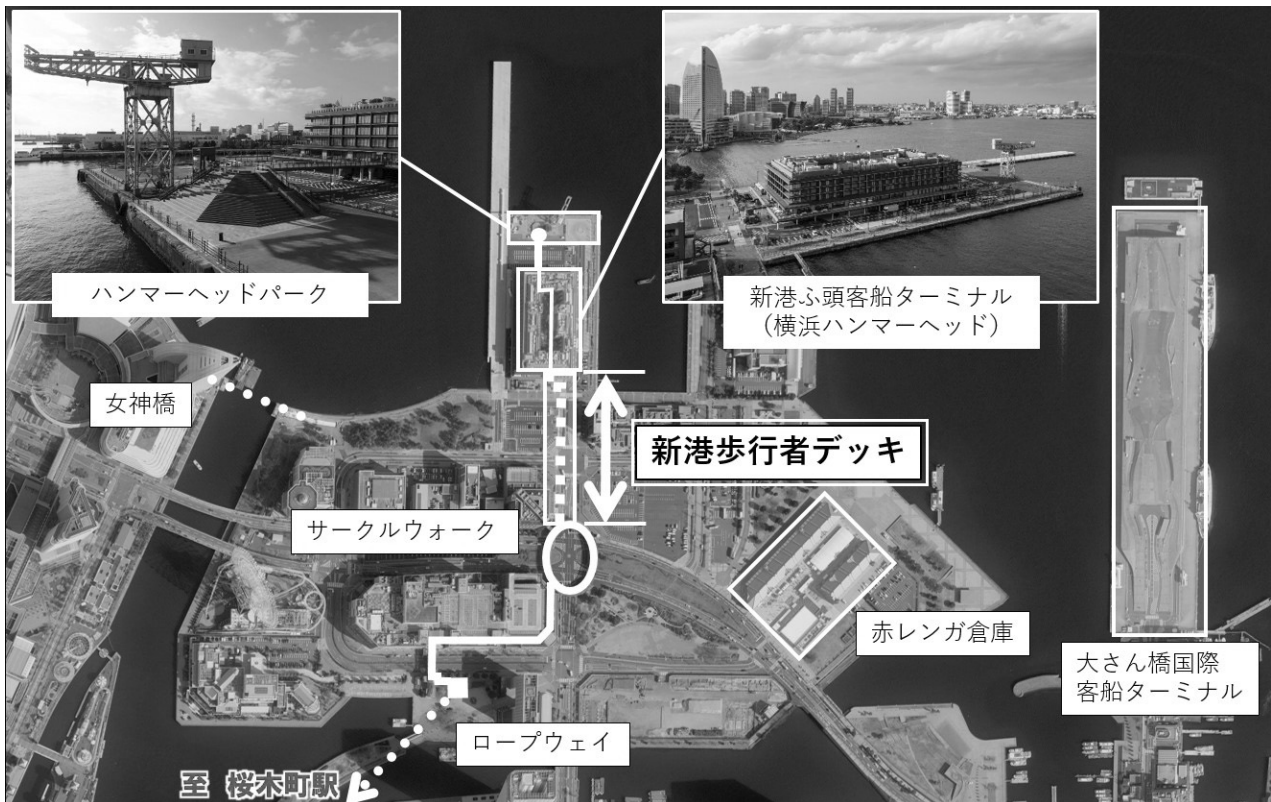 ハンマーヘッドパーク
新港ふ頭客船ターミナル
（横浜ハンマーヘッド）
女神橋
新港歩行者デッキ
サークルウォーク
赤レンガ倉庫
大さん橋国際
客船ターミナル
ロープウェイ
至 桜木町駅